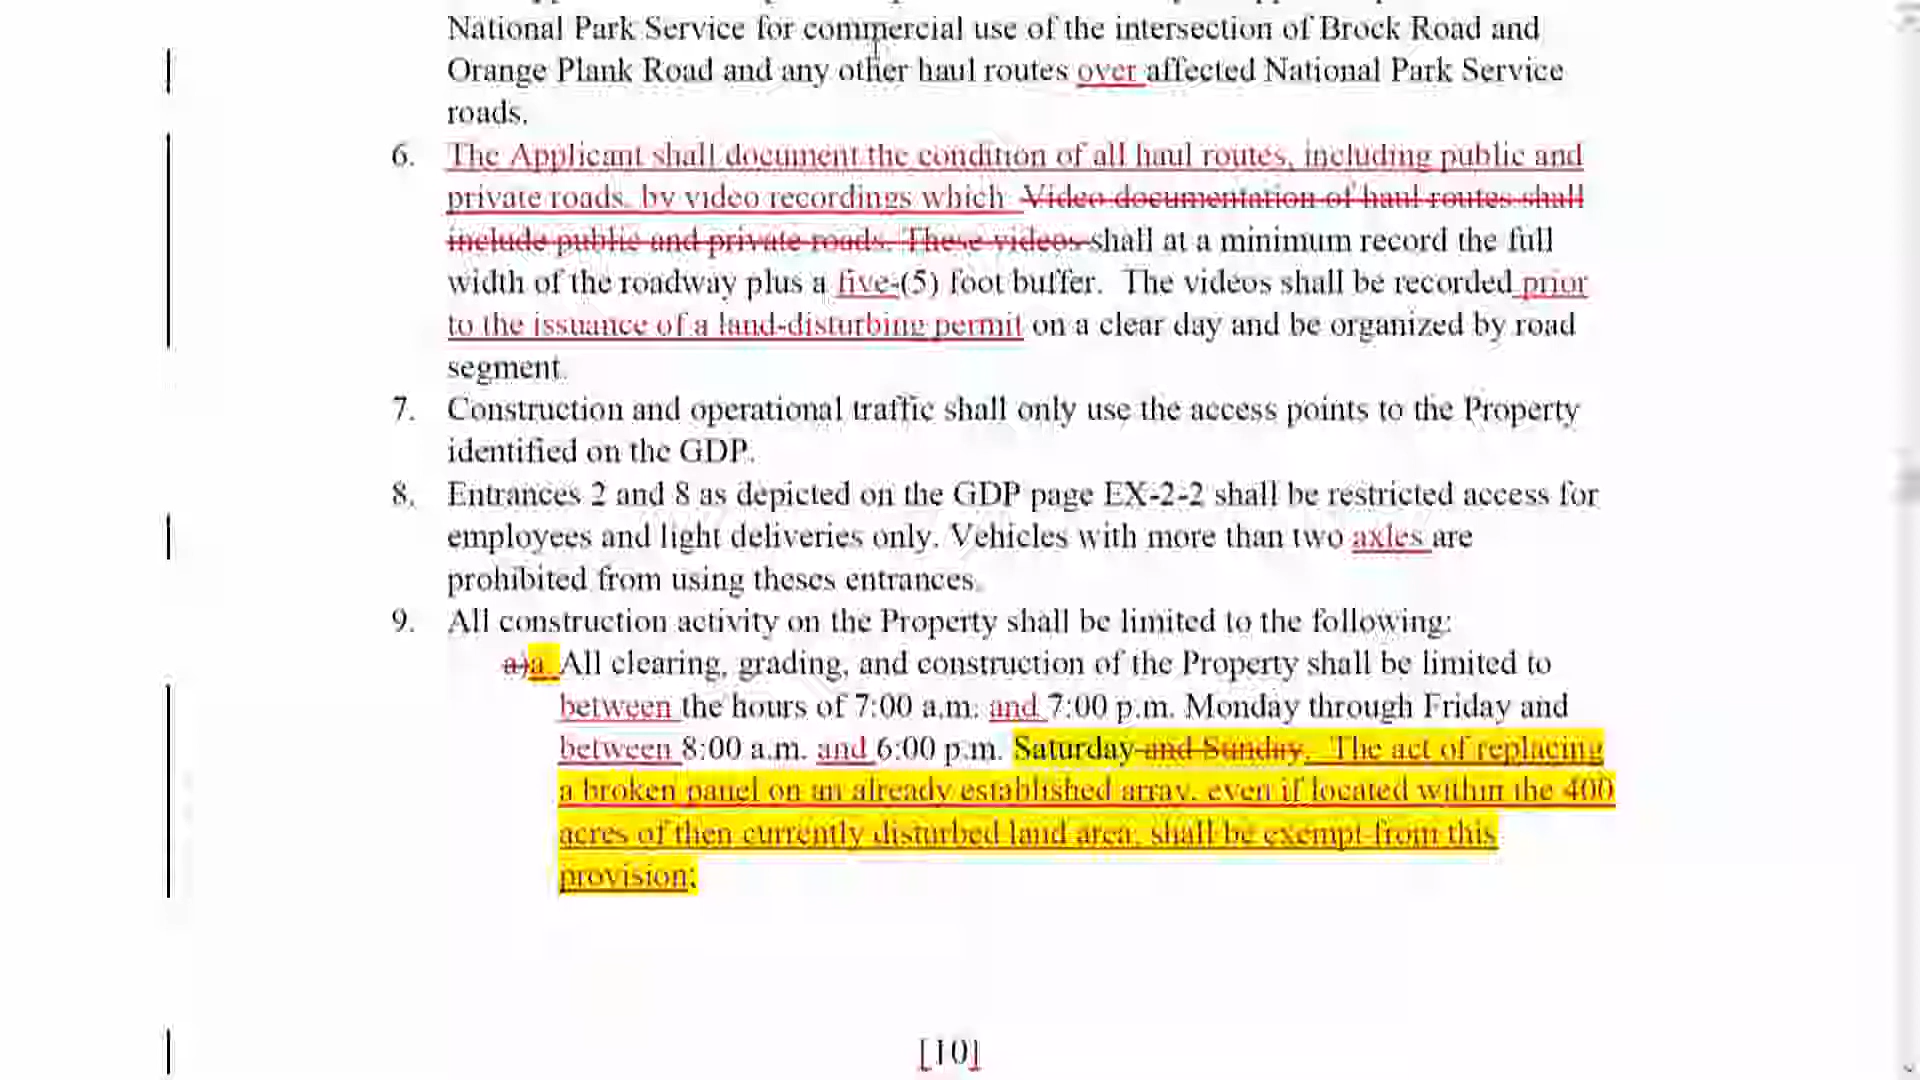 National Park Service for commercial use of the intersection of Brock Road and
Orange Plank Road and any other haul routes over affected National Park Service
roads.
6. The Applicant shall document the condition of all haul routes, including public and
private roads, by video recordings which Video documentation of haul routes shall
include public and private roads. These videos shall at a minimum record the full
width of the roadway plus a five-(5) foot buffer. The videos shall be recorded prior
to the issuance of a land-disturbing permit on a clear day and be organized by road
segment.
7. Construction and operational traffic shall only use the access points to the Property
identified on the GDP.
8. Entrances 2 and 8 as depicted on the GDP page EX-2-2 shall be restricted access for
employees and light deliveries only. Vehicles with more than two axles are
prohibited from using theses entrances.
9. All construction activity on the Property shall be limited to the following:
a)a. All clearing, grading, and construction of the Property shall be limited to
between the hours of 7:00 a.m. and 7:00 p.m. Monday through Friday and
between 8:00 a.m. and 6:00 p.m. Saturday and Sunday. The act of replacing
a broken panel on an already established array, even if located within the 400
acres of then currently disturbed land area, shall be exempt from this
provision;
[10]